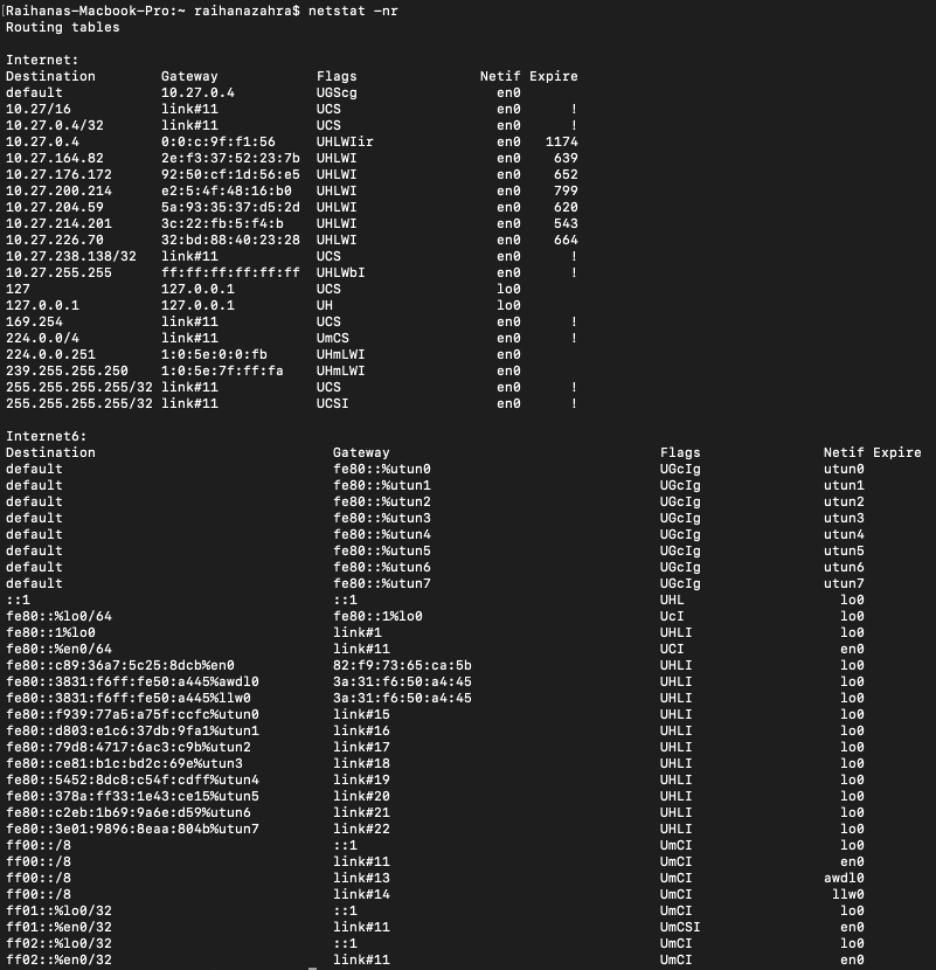 [Raihanas-Macbook-Pro:~ raihanazahra$ netstat -nr
Routing tables
Internet:
Destination Gateway Flags Netif Expire
default 10.27.0.4 UGScg en0
10.27/16 link#11 UCS en0 !
10.27.0.4/32 link#11 UCS en0 !
10.27.0.4 0:0:c:9f:f1:56 UHLWIir en0 1174
10.27.164.82 2e:f3:37:52:23:7b UHLWI en0 639
10.27.176.172 92:50:cf:1d:56:e5 UHLWI en0 652
10.27.200.214 e2:5:4f:48:16:b0 UHLWI en0 799
10.27.204.59 5a:93:35:37:d5:2d UHLWI en0 620
10.27.214.201 3c:22:fb:5:f4:b UHLWI en0 543
10.27.226.70 32:bd:88:40:23:28 UHLWI en0 664
10.27.238.138/32 link#11 UCS en0 !
10.27.255.255 ff:ff:ff:ff:ff:ff UHLWbI en0 !
127 127.0.0.1 UCS lo0
127.0.0.1 127.0.0.1 UH lo0
169.254 link#11 UCS en0 !
224.0.0/4 link#11 UmCS en0 !
224.0.0.251 1:0:5e:0:0:fb UHmLWI en0
239.255.255.250 1:0:5e:7f:ff:fa UHmLWI en0
255.255.255.255/32 link#11 UCS en0 !
255.255.255.255/32 link#11 UCSI en0 !
Internet6:
Destination Gateway Flags Netif Expire
default fe80::%utun0 UGcIg utun0
default fe80::%utun1 UGcIg utun1
default fe80::%utun2 UGcIg utun2
default fe80::%utun3 UGcIg utun3
default fe80::%utun4 UGcIg utun4
default fe80::%utun5 UGcIg utun5
default fe80::%utun6 UGcIg utun6
default fe80::%utun7 UGcIg utun7
::1 ::1 UHL lo0
fe80::%lo0/64 fe80::1%lo0 UcI lo0
fe80::1%lo0 link#1 UHLI lo0
fe80::%en0/64 link#11 UCI en0
fe80::c89:36a7:5c25:8dcb%en0 82:f9:73:65:ca:5b UHLI lo0
fe80::3831:f6ff:fe50:a445%awdl0 3a:31:f6:50:a4:45 UHLI lo0
fe80::3831:f6ff:fe50:a445%llw0 3a:31:f6:50:a4:45 UHLI lo0
fe80::f939:77a5:a75f:ccfc%utun0 link#15 UHLI lo0
fe80::d803:e1c6:37db:9fa1%utun1 link#16 UHLI lo0
fe80::79d8:4717:6ac3:c9b%utun2 link#17 UHLI lo0
fe80::ce81:b1c:bd2c:69e%utun3 link#18 UHLI lo0
fe80::5452:8dc8:c54f:cdff%utun4 link#19 UHLI lo0
fe80::378a:ff33:1e43:ce15%utun5 link#20 UHLI lo0
fe80::c2eb:1b69:9a6e:d59%utun6 link#21 UHLI lo0
fe80::3e01:9896:8eaa:804b%utun7 link#22 UHLI lo0
ff00::/8 ::1 UmCI lo0
ff00::/8 link#11 UmCI en0
ff00::/8 link#13 UmCI awdl0
ff00::/8 link#14 UmCI llw0
ff01::%lo0/32 ::1 UmCI lo0
ff01::%en0/32 link#11 UmCSI en0
ff02::%lo0/32 ::1 UmCI lo0
ff02::%en0/32 link#11 UmCI en0